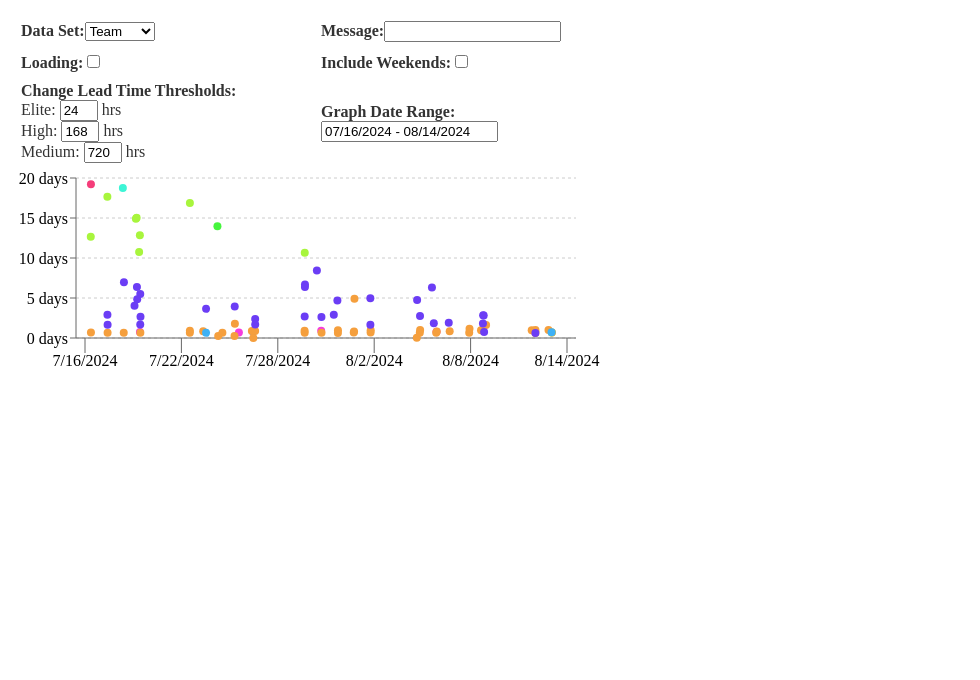 Data Set: Team
Message:
Loading:
Include Weekends:
Change Lead Time Thresholds:
Elite: 24 hrs
High: 168 hrs
Medium: 720 hrs
Graph Date Range:
07/16/2024 - 08/14/2024
20 days
15 days
10 days
5 days
0 days
7/16/2024 7/22/2024 7/28/2024 8/2/2024 8/8/2024 8/14/2024